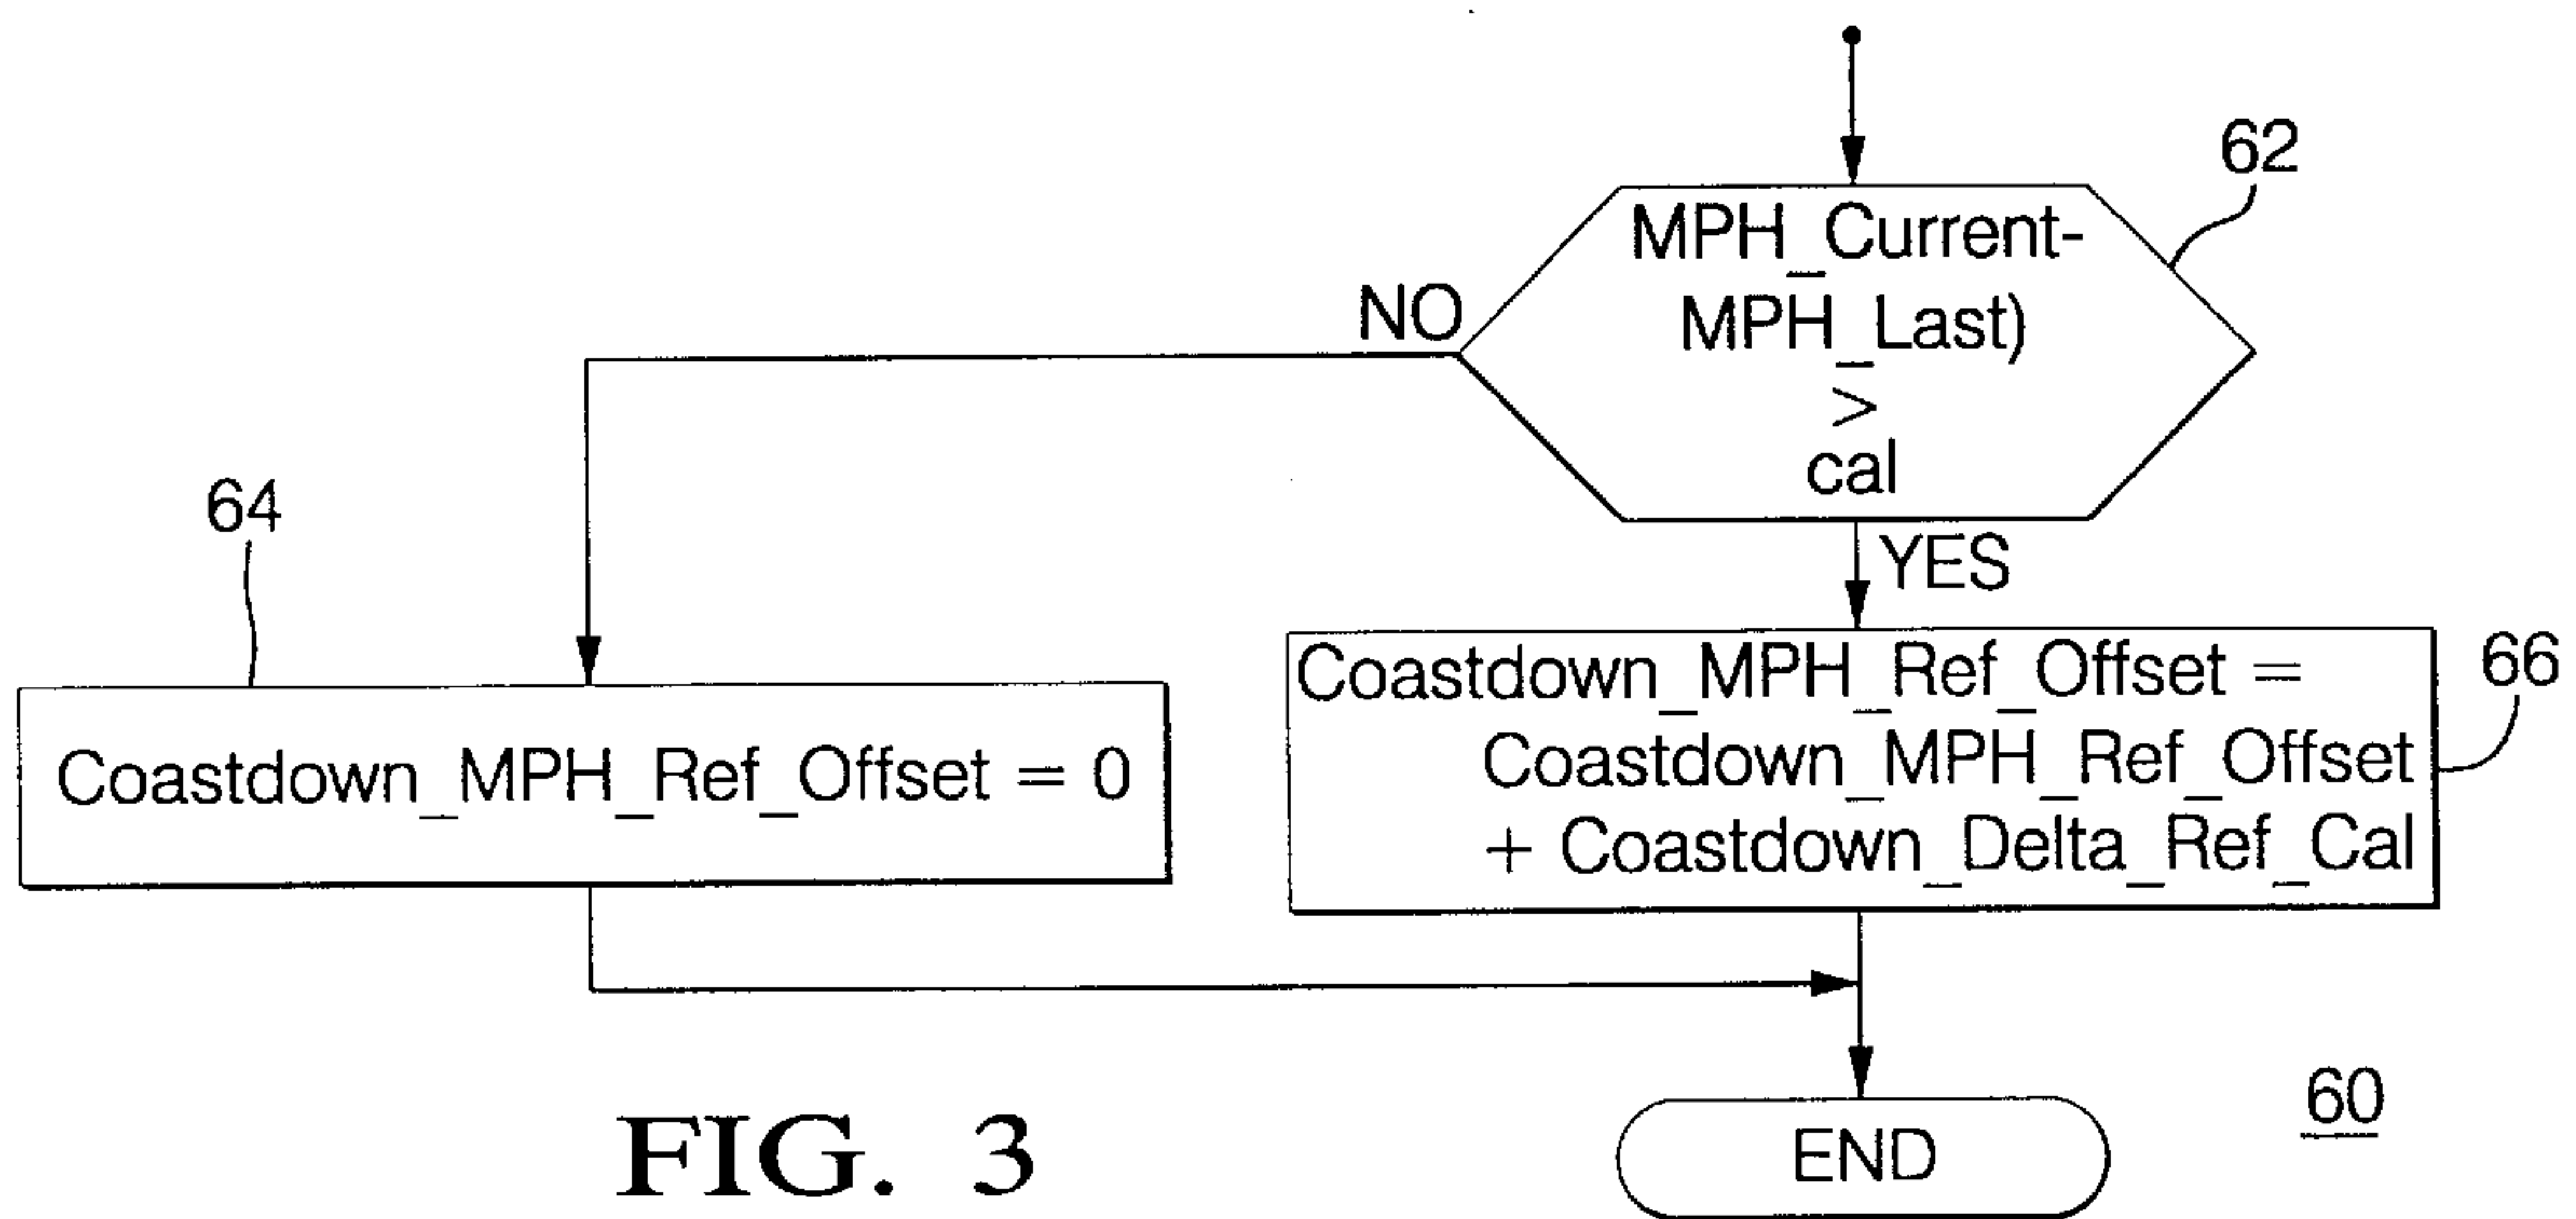 62
MPH_Current-
MPH_Last)
>
cal
NO
YES
64
Coastdown_MPH_Ref_Offset = 0
Coastdown_MPH_Ref_Offset =
Coastdown_MPH_Ref_Offset
+ Coastdown_Delta_Ref_Cal
66
END
60
FIG. 3